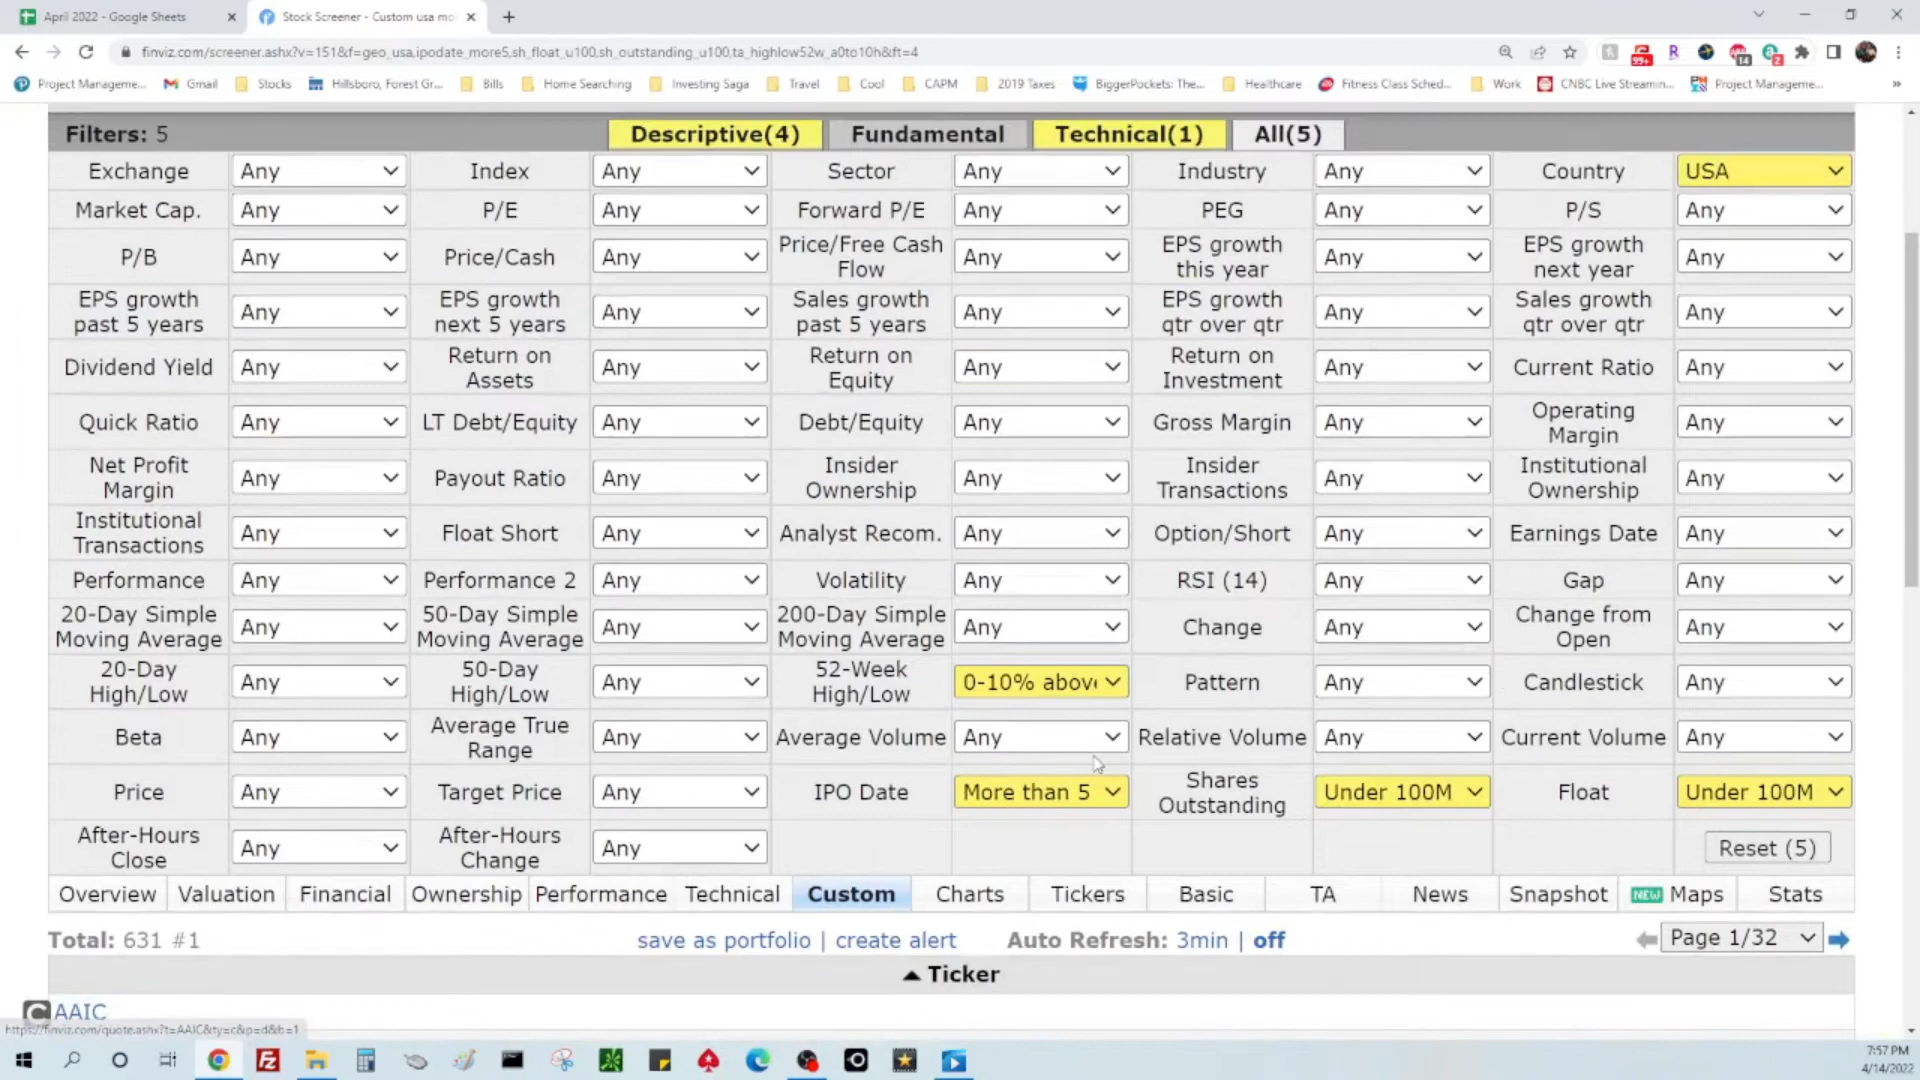 April 2022 - Google Sheets
Stock Screener - Custom usa mo
finviz.com/screener.ashx?v=151&f=geo_usa,ipodate_more5,sh_float_u100,sh_outstanding_u100,ta_highlow52w_a0to10h&ft=4
99+ 14 2
Project Manageme... Gmail Stocks Hillsboro, Forest Gr... Bills Home Searching Investing Saga Travel Cool CAPM 2019 Taxes BiggerPockets: The... Healthcare Fitness Class Sched... Work CNBC Live Streamin... Project Manageme... »
Filters: 5 Descriptive(4) Fundamental Technical(1) All(5)
Exchange Any Index Any Sector Any Industry Any Country USA
Market Cap. Any P/E Any Forward P/E Any PEG Any P/S Any
P/B Any Price/Cash Any Price/Free Cash Flow Any EPS growth this year Any EPS growth next year Any
EPS growth past 5 years Any EPS growth next 5 years Any Sales growth past 5 years Any EPS growth qtr over qtr Any Sales growth qtr over qtr Any
Dividend Yield Any Return on Assets Any Return on Equity Any Return on Investment Any Current Ratio Any
Quick Ratio Any LT Debt/Equity Any Debt/Equity Any Gross Margin Any Operating Margin Any
Net Profit Margin Any Payout Ratio Any Insider Ownership Any Insider Transactions Any Institutional Ownership Any
Institutional Transactions Any Float Short Any Analyst Recom. Any Option/Short Any Earnings Date Any
Performance Any Performance 2 Any Volatility Any RSI (14) Any Gap Any
20-Day Simple Moving Average Any 50-Day Simple Moving Average Any 200-Day Simple Moving Average Any Change Any Change from Open Any
20-Day High/Low Any 50-Day High/Low Any 52-Week High/Low 0-10% abov Pattern Any Candlestick Any
Beta Any Average True Range Any Average Volume Any Relative Volume Any Current Volume Any
Price Any Target Price Any IPO Date More than 5 Shares Outstanding Under 100M Float Under 100M
After-Hours Close Any After-Hours Change Any Reset (5)
Overview Valuation Financial Ownership Performance Technical Custom Charts Tickers Basic TA News Snapshot NEW Maps Stats
Total: 631 #1 save as portfolio | create alert Auto Refresh: 3min | off Page 1/32
Ticker
AAIC
https://finviz.com/quote.ashx?t=AAIC&ty=c&p=d&b=1
7:57 PM
4/14/2022